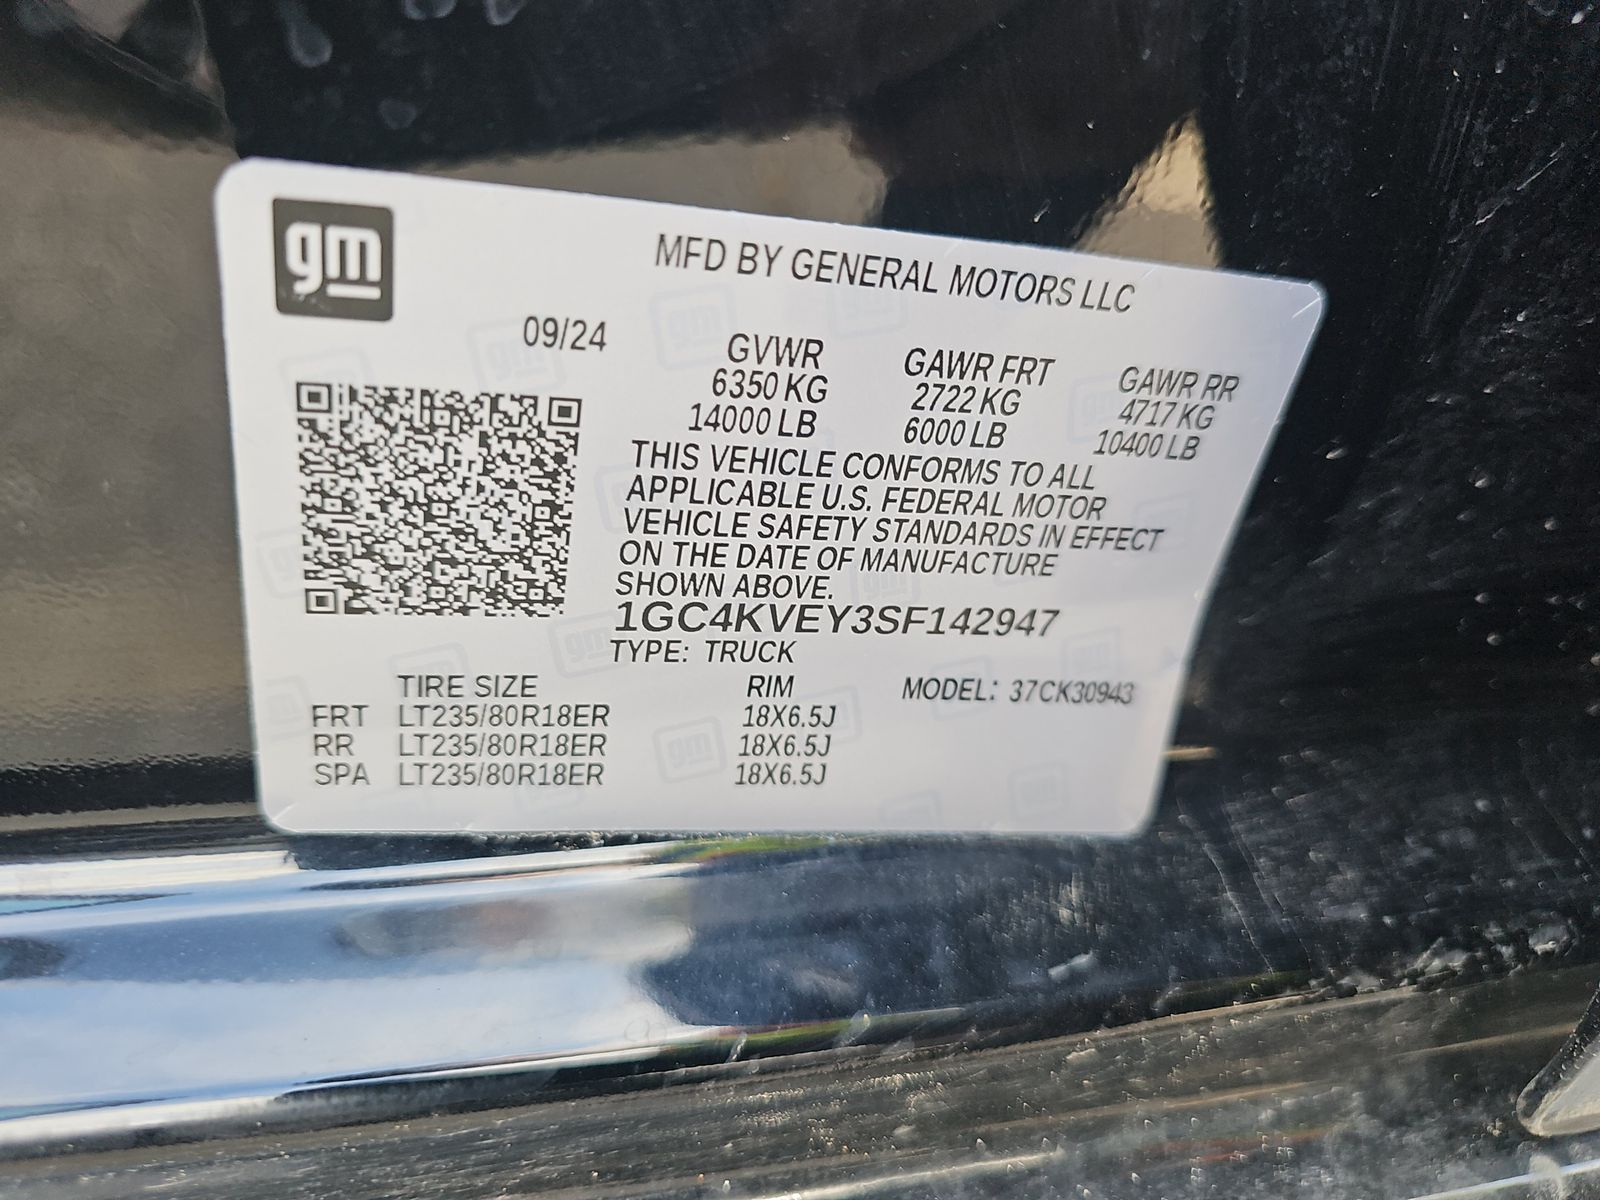 gm
MFD BY GENERAL MOTORS LLC
09/24
GVWR GAWR FRT GAWR RR
6350 KG 2722 KG 4717 KG
14000 LB 6000 LB 10400 LB
THIS VEHICLE CONFORMS TO ALL
APPLICABLE U.S. FEDERAL MOTOR
VEHICLE SAFETY STANDARDS IN EFFECT
ON THE DATE OF MANUFACTURE
SHOWN ABOVE.
1GC4KVEY3SF142947
TYPE: TRUCK
TIRE SIZE RIM MODEL: 37CK30943
FRT LT235/80R18ER 18X6.5J
RR LT235/80R18ER 18X6.5J
SPA LT235/80R18ER 18X6.5J